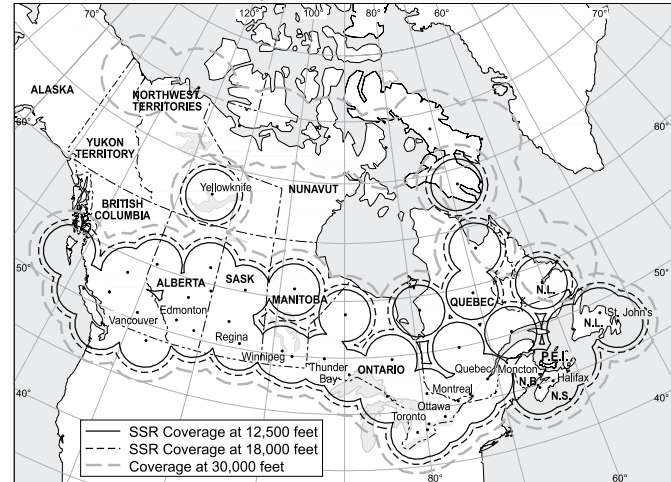 70°
120°
100°
80°
60°
70°
ALASKA
NORTHWEST
TERRITORIES
60°
60°
YUKON
TERRITORY
Yellowknife
NUNAVUT
BRITISH
COLUMBIA
50°
50°
ALBERTA
SASK
MANITOBA
QUEBEC
N.L.
N.L.
St. John's
Edmonton
Vancouver
Regina
Winnipeg
Thunder
Bay
ONTARIO
Quebec
Moncton
P.E.I.
Halifax
N.B.
N.S.
Montreal
Ottawa
Toronto
40°
40°
SSR Coverage at 12,500 feet
SSR Coverage at 18,000 feet
Coverage at 30,000 feet
80°
60°